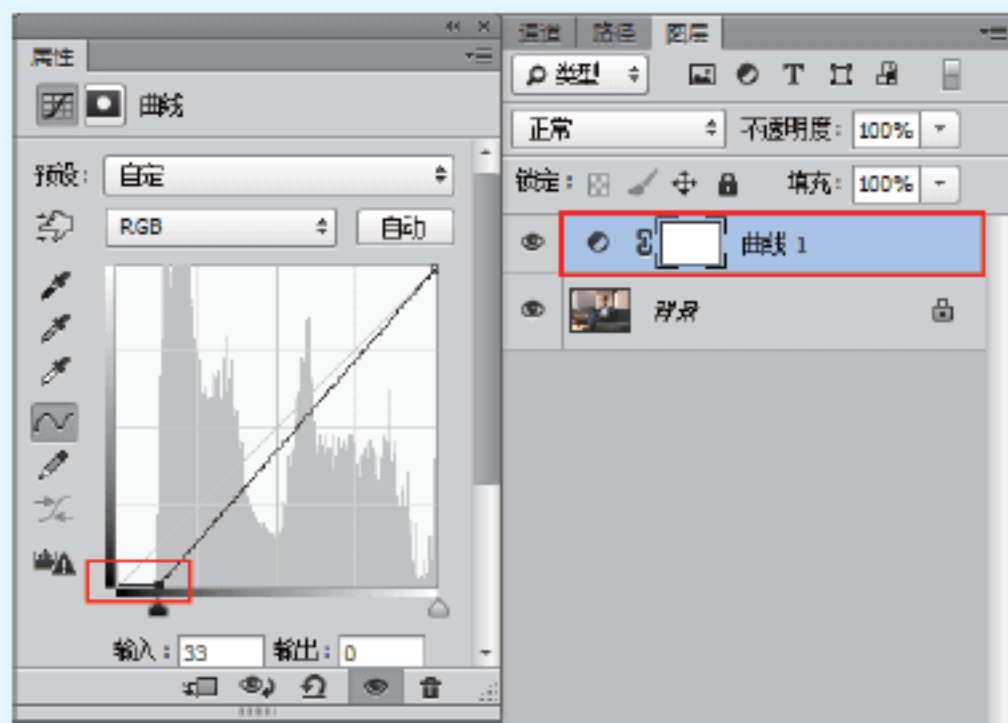 属性
曲线
预设：
自定
RGB
自动
输入：33 输出：0
通道 路径 图层
类型
T
正常
不透明度：100%
锁定：
填充：100%
曲线 1
背景